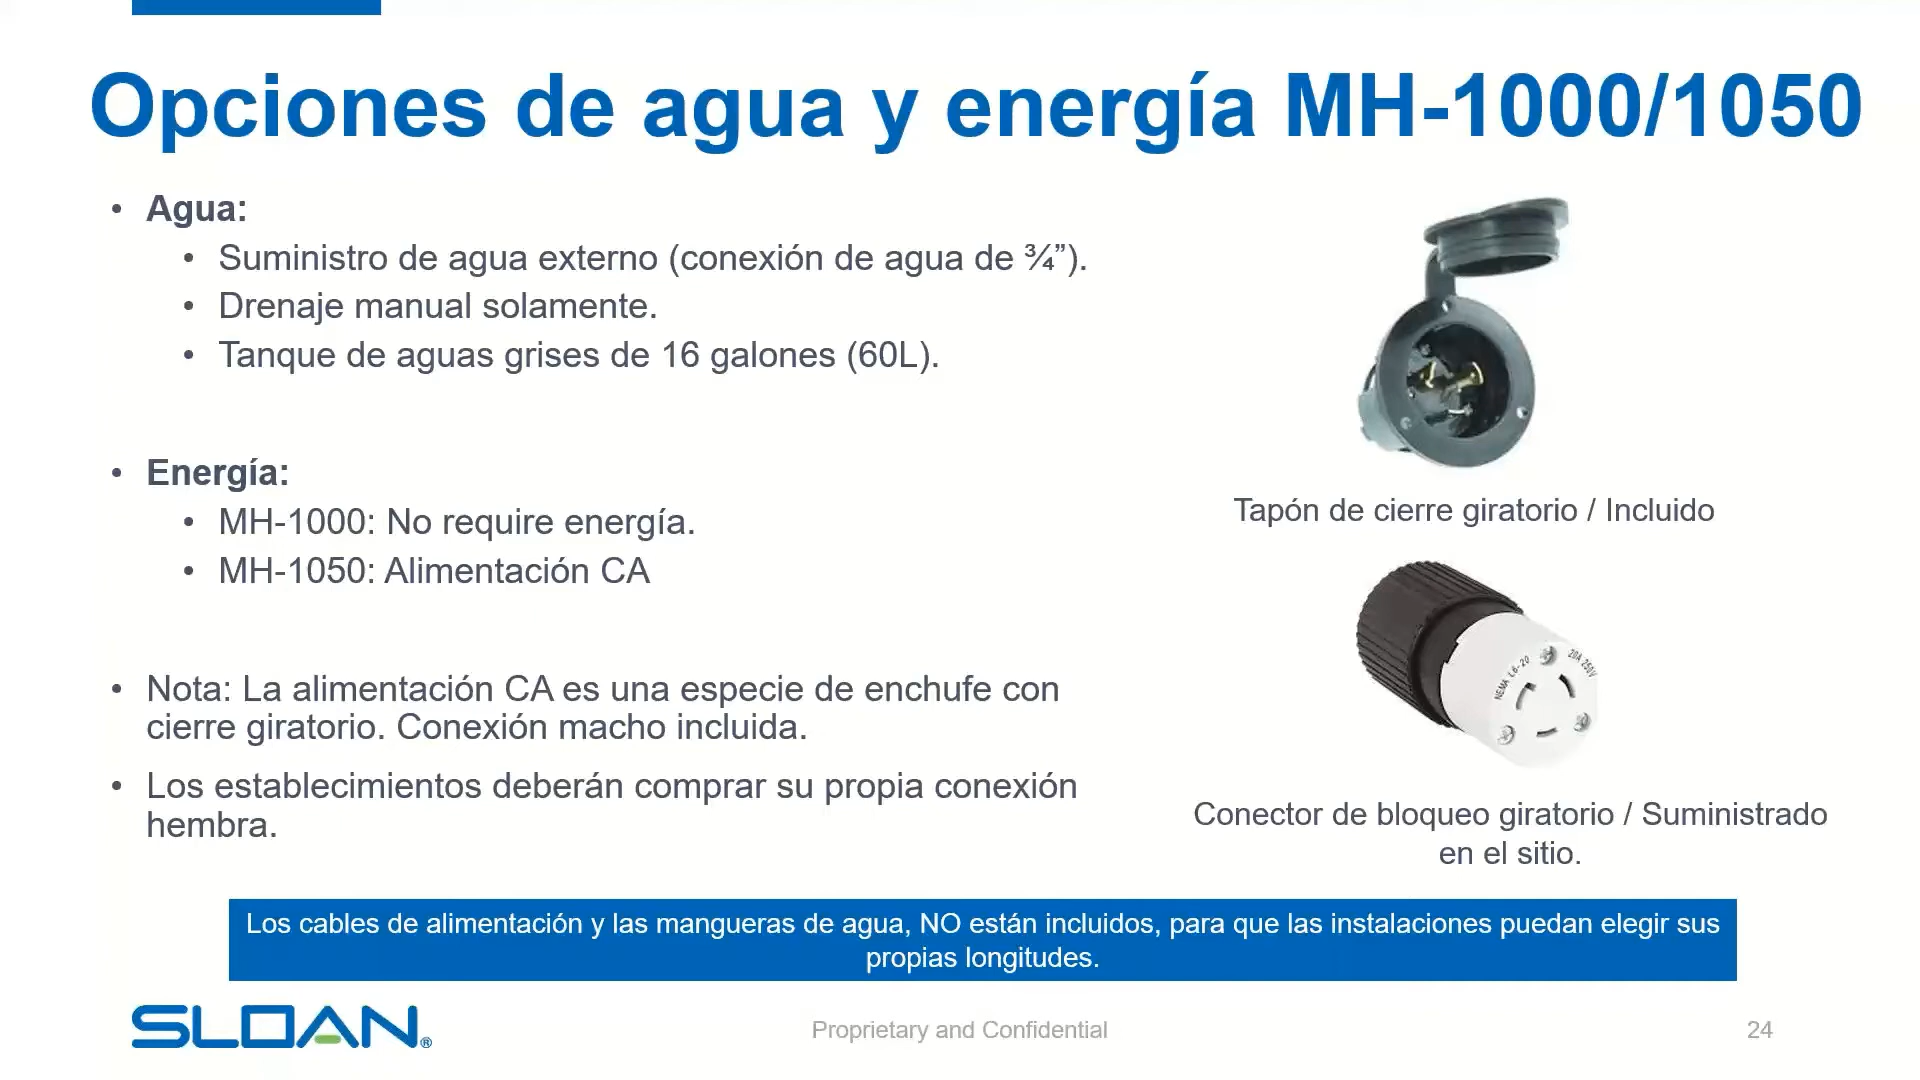 Opciones de agua y energía MH-1000/1050
• Agua:
• Suministro de agua externo (conexión de agua de ¾”).
• Drenaje manual solamente.
• Tanque de aguas grises de 16 galones (60L).
• Energía:
• MH-1000: No require energía.
• MH-1050: Alimentación CA
• Nota: La alimentación CA es una especie de enchufe con
cierre giratorio. Conexión macho incluida.
• Los establecimientos deberán comprar su propia conexión
hembra.
Tapón de cierre giratorio / Incluido
NEMA L6-20
20A 250V
Conector de bloqueo giratorio / Suministrado
en el sitio.
Los cables de alimentación y las mangueras de agua, NO están incluidos, para que las instalaciones puedan elegir sus
propias longitudes.
SLOAN®
Proprietary and Confidential
24